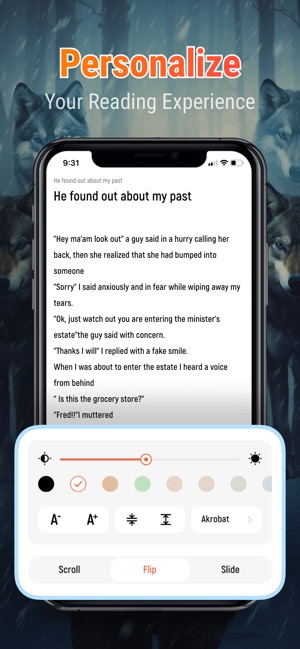 Personalize
Your Reading Experience
9:31
He found out about my past
He found out about my past
"Hey ma'am look out" a guy said in a hurry calling her
back, then she realized that she had bumped into
someone
"Sorry" I said anxiously and in fear while wiping away my
tears.
"Ok, just watch out you are entering the minister's
estate"the guy said with concern.
"Thanks I will" I replied with a fake smile.
When I was about to enter the estate I heard a voice
from behind
" Is this the grocery store?"
"Fred!!"I muttered
A- A+ Akrobat
Scroll Flip Slide